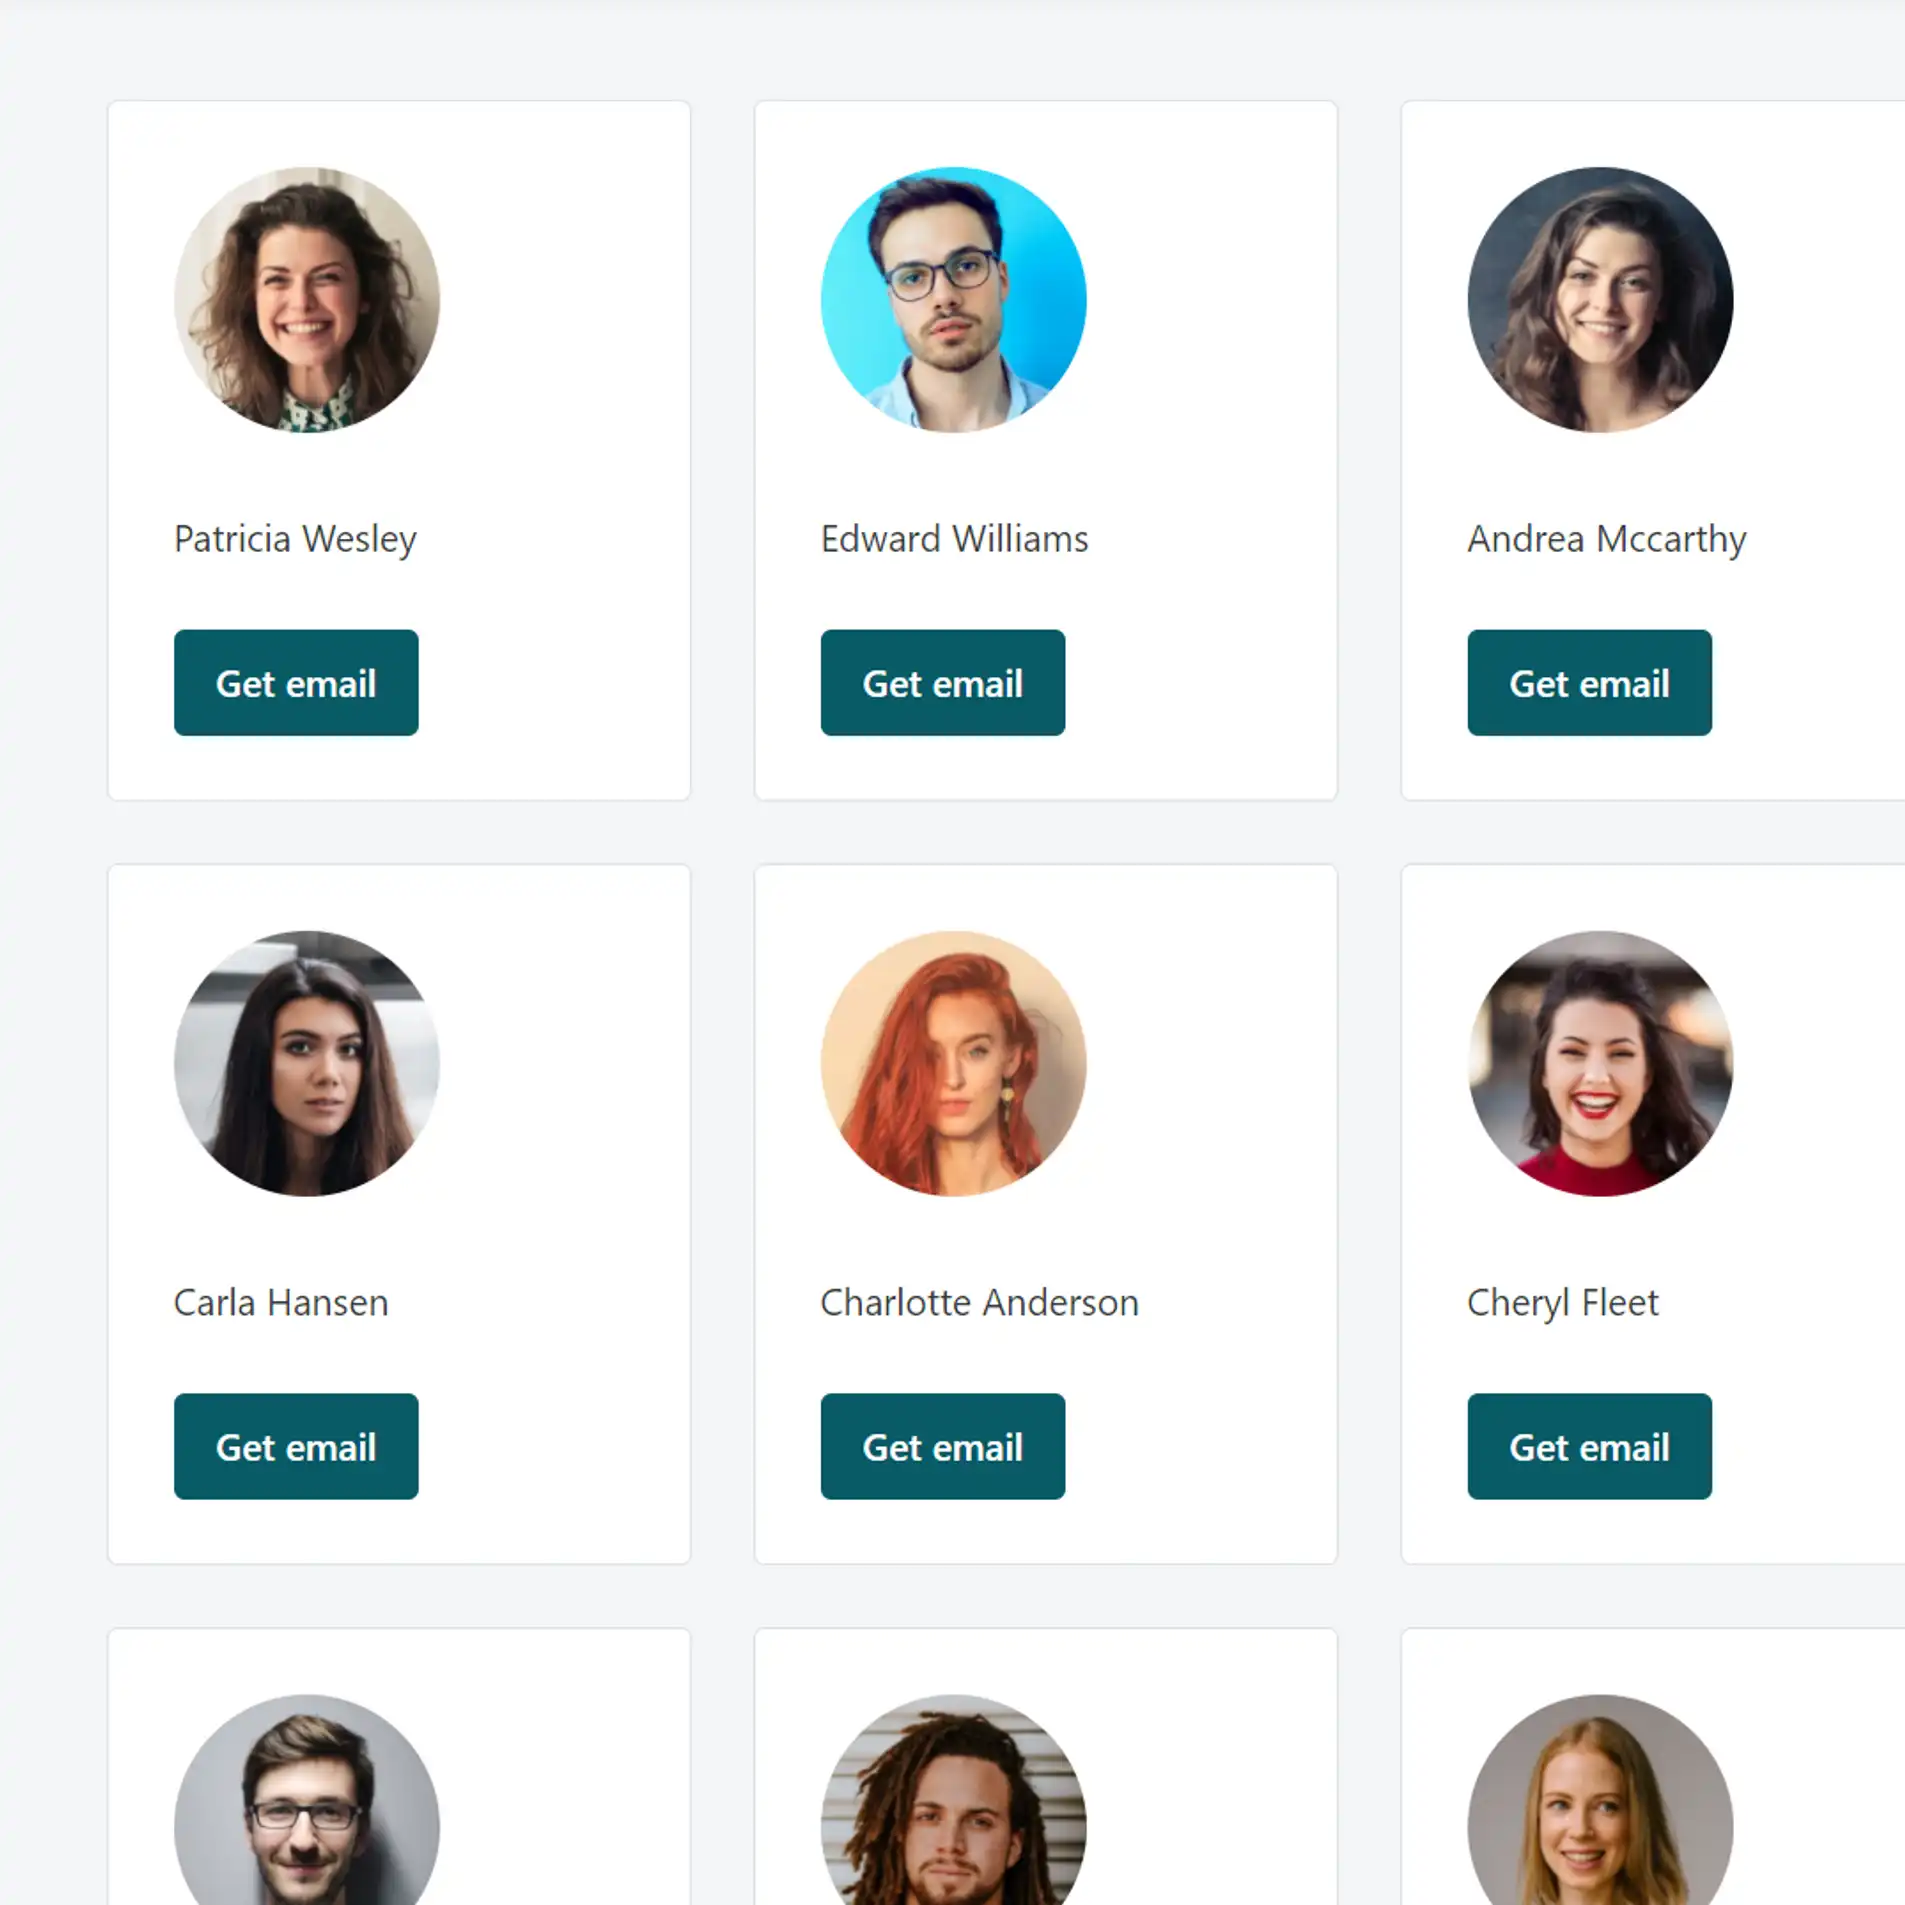 Patricia Wesley
Edward Williams
Andrea Mccarthy
Get email
Get email
Get email
Carla Hansen
Charlotte Anderson
Cheryl Fleet
Get email
Get email
Get email